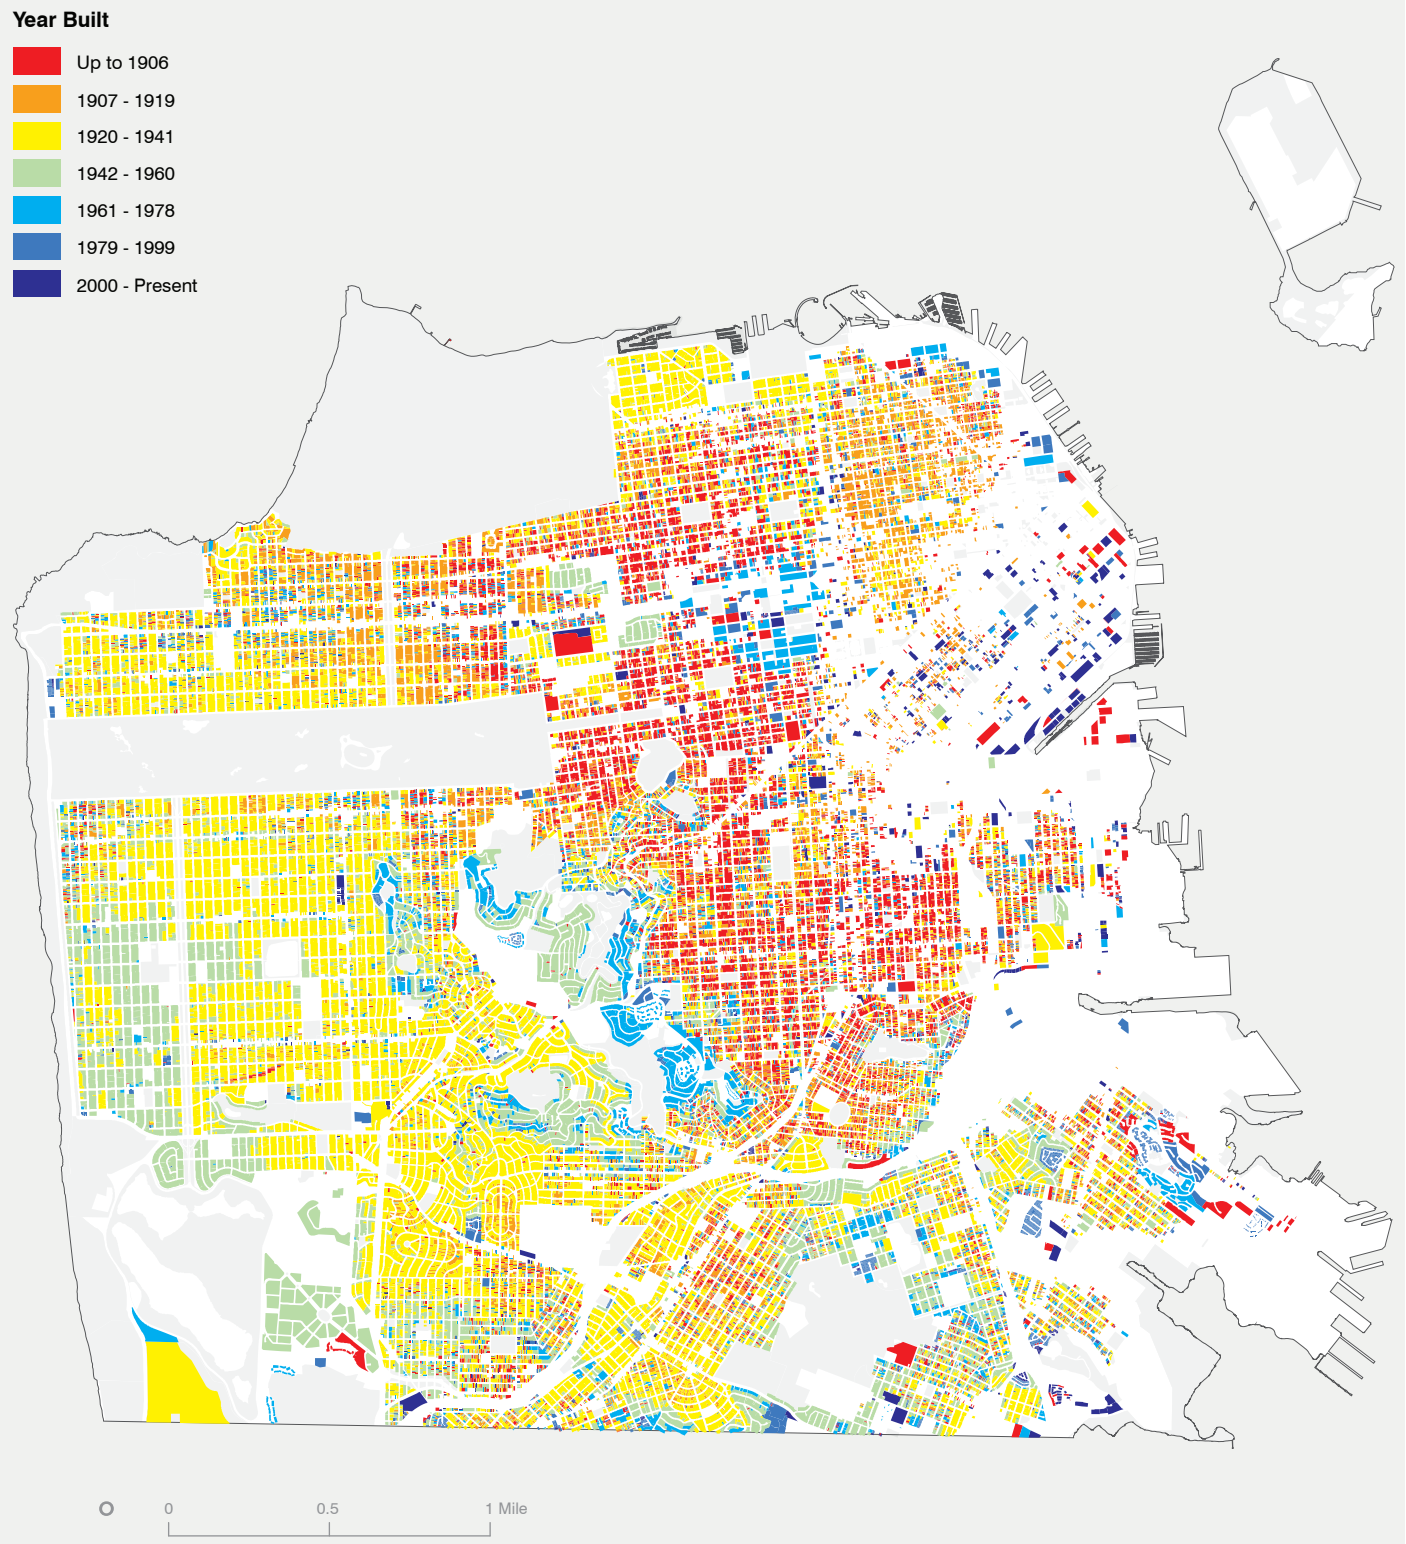 Year Built
Up to 1906
1907 - 1919
1920 - 1941
1942 - 1960
1961 - 1978
1979 - 1999
2000 - Present
0 0.5 1 Mile